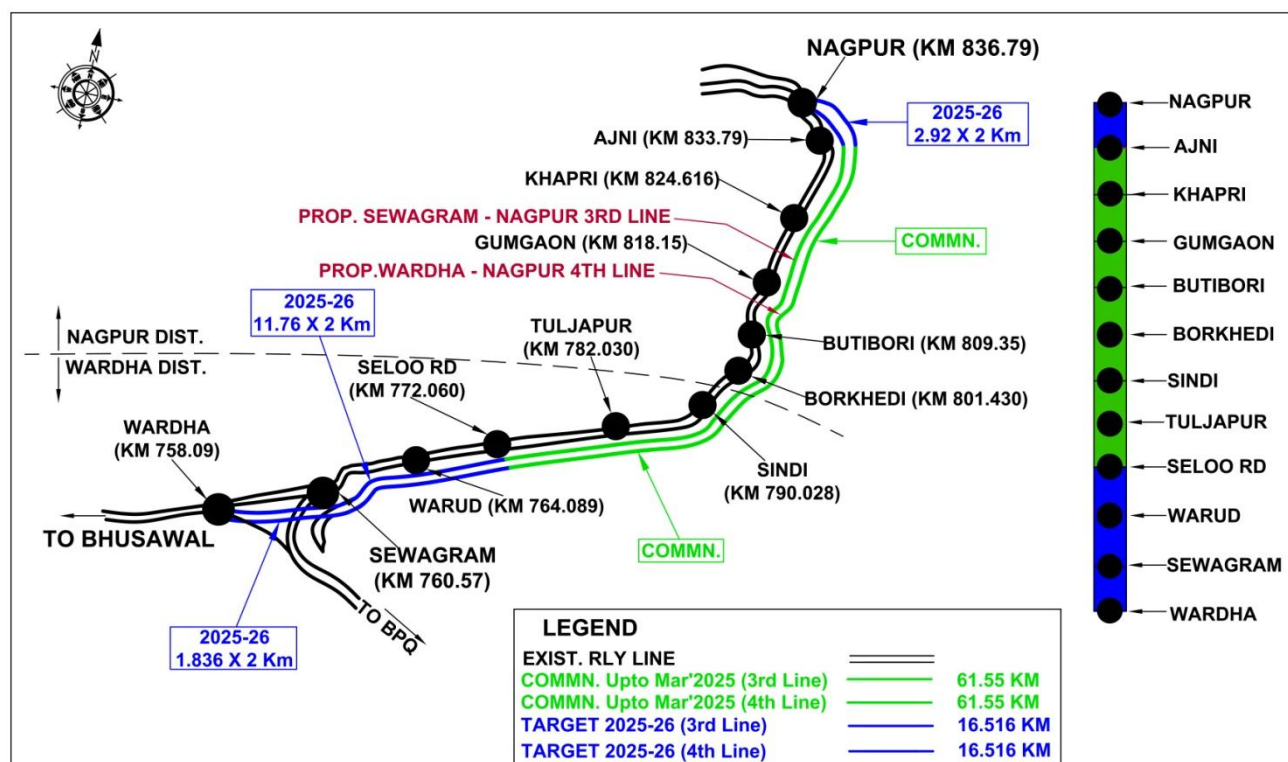 N
NAGPUR (KM 836.79)
2025-26
2.92 X 2 Km
AJNI (KM 833.79)
KHAPRI (KM 824.616)
PROP. SEWAGRAM - NAGPUR 3RD LINE
GUMGAON (KM 818.15)
COMMN.
PROP.WARDHA - NAGPUR 4TH LINE
2025-26
11.76 X 2 Km
NAGPUR DIST.
WARDHA DIST.
TULJAPUR
(KM 782.030)
SELOO RD
(KM 772.060)
BUTIBORI (KM 809.35)
BORKHEDI (KM 801.430)
WARDHA
(KM 758.09)
SINDI
(KM 790.028)
WARUD (KM 764.089)
TO BHUSAWAL
SEWAGRAM
(KM 760.57)
COMMN.
TO BPQ
2025-26
1.836 X 2 Km
LEGEND
EXIST. RLY LINE
COMMN. Upto Mar'2025 (3rd Line) 61.55 KM
COMMN. Upto Mar'2025 (4th Line) 61.55 KM
TARGET 2025-26 (3rd Line) 16.516 KM
TARGET 2025-26 (4th Line) 16.516 KM
NAGPUR
AJNI
KHAPRI
GUMGAON
BUTIBORI
BORKHEDI
SINDI
TULJAPUR
SELOO RD
WARUD
SEWAGRAM
WARDHA